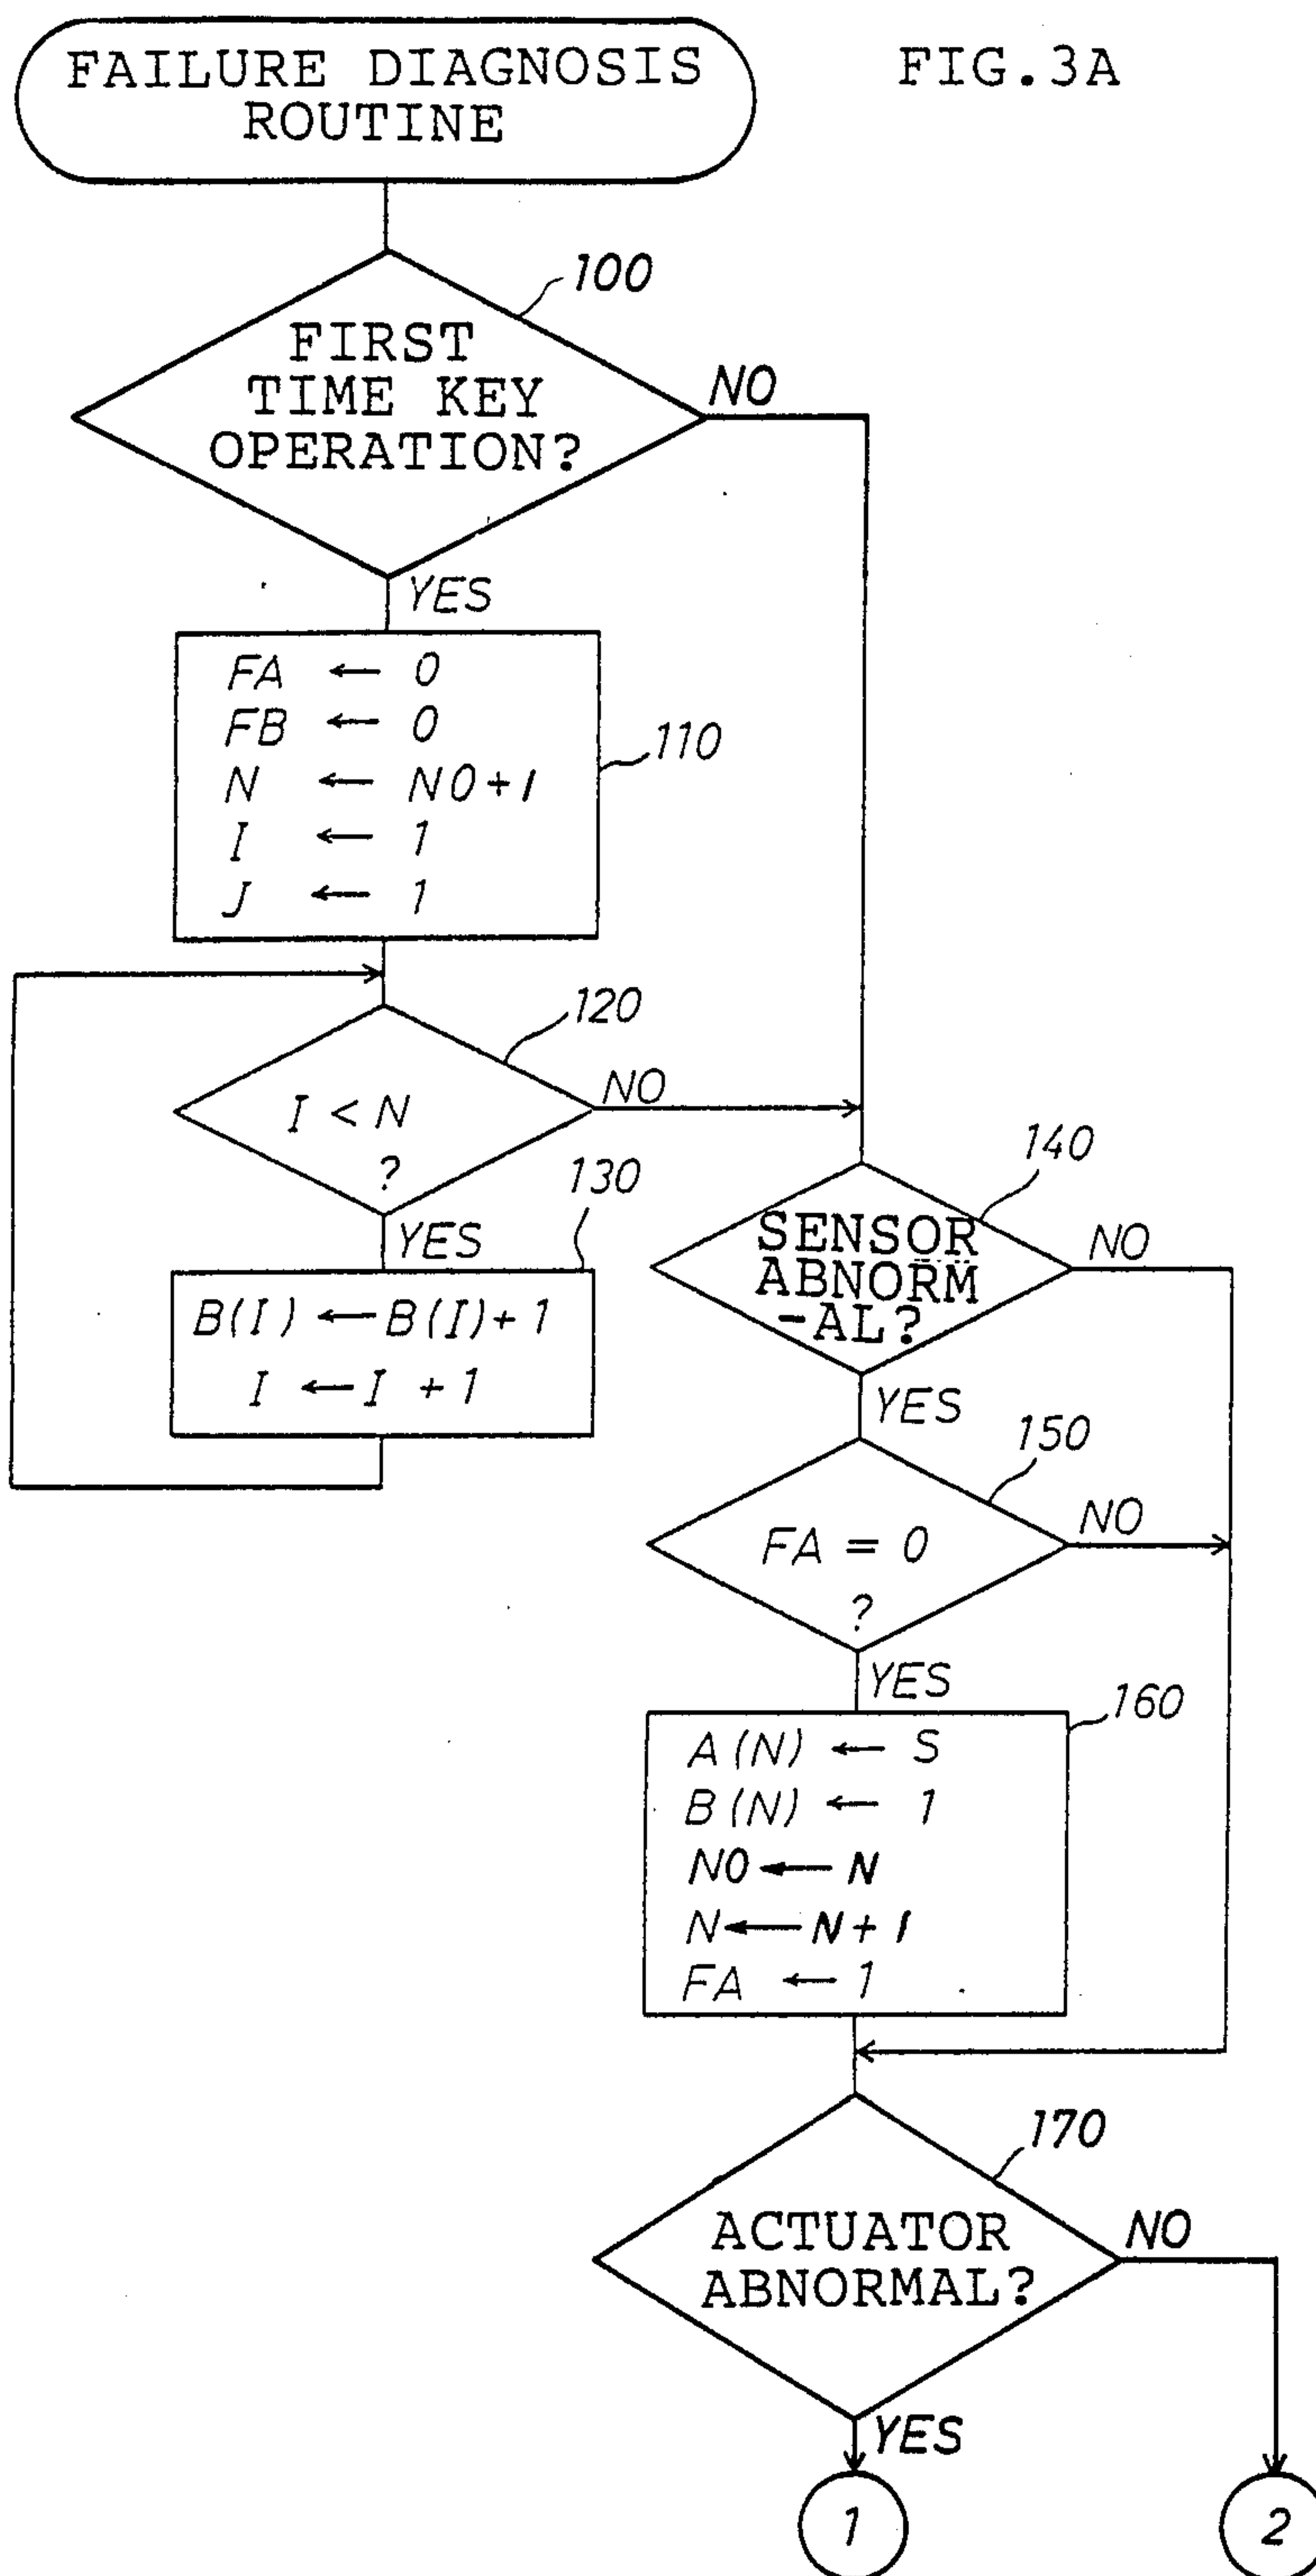 FAILURE DIAGNOSIS
ROUTINE
FIG.3A
100
FIRST
TIME KEY
OPERATION?
NO
YES
FA ← 0
FB ← 0
N ← N0+1
I ← 1
J ← 1
110
120
I < N
?
NO
YES
130
B(I) ← B(I)+1
I ← I +1
140
SENSOR
ABNORM
-AL?
NO
YES
150
FA = 0
?
NO
YES
160
A(N) ← S
B(N) ← 1
N0 ← N
N ← N+1
FA ← 1
170
ACTUATOR
ABNORMAL?
NO
YES
1
2